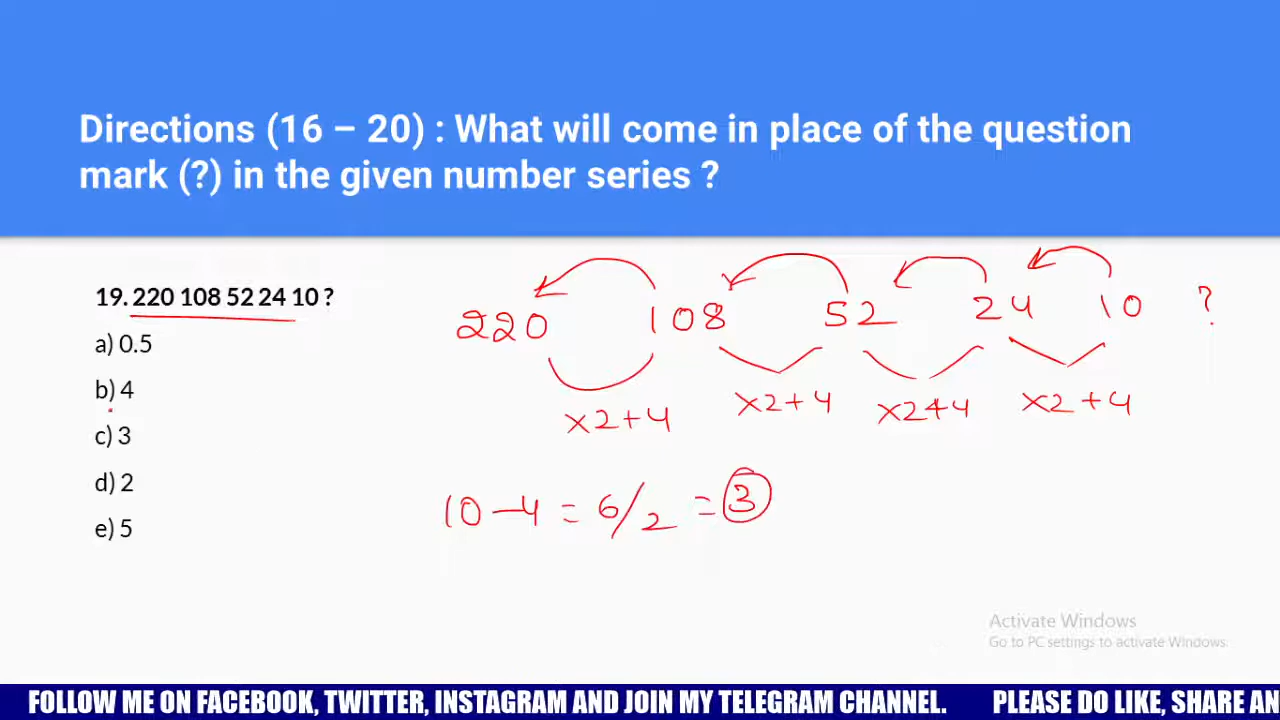 Directions (16 – 20) : What will come in place of the question
mark (?) in the given number series ?
19. 220 108 52 24 10 ?
a) 0.5
b) 4
c) 3
d) 2
e) 5
220 108 52 24 10 ?
×2+4 ×2+4 ×2+4 ×2+4
10-4 = 6/2 = 3
Activate Windows
Go to PC settings to activate Windows.
FOLLOW ME ON FACEBOOK, TWITTER, INSTAGRAM AND JOIN MY TELEGRAM CHANNEL. PLEASE DO LIKE, SHARE AN